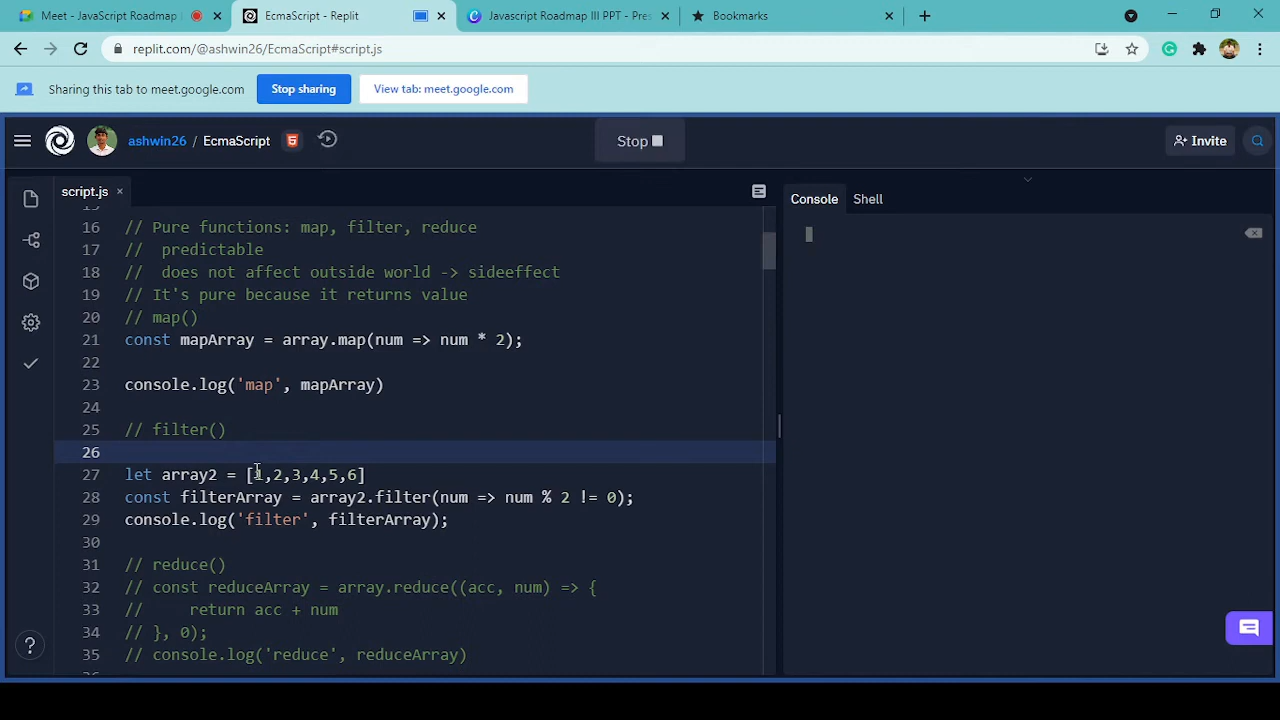 Meet - JavaScript Roadmap I
EcmaScript - Replit
Javascript Roadmap III PPT - Pres
Bookmarks
replit.com/@ashwin26/EcmaScript#script.js
Sharing this tab to meet.google.com
Stop sharing
View tab: meet.google.com
ashwin26 / EcmaScript
Stop
Invite
script.js
Console
Shell
16 // Pure functions: map, filter, reduce
17 //  predictable
18 //  does not affect outside world -> sideeffect
19 // It's pure because it returns value
20 // map()
21 const mapArray = array.map(num => num * 2);
22
23 console.log('map', mapArray)
24
25 // filter()
26
27 let array2 = [1,2,3,4,5,6]
28 const filterArray = array2.filter(num => num % 2 != 0);
29 console.log('filter', filterArray);
30
31 // reduce()
32 // const reduceArray = array.reduce((acc, num) => {
33 //     return acc + num
34 // }, 0);
35 // console.log('reduce', reduceArray)